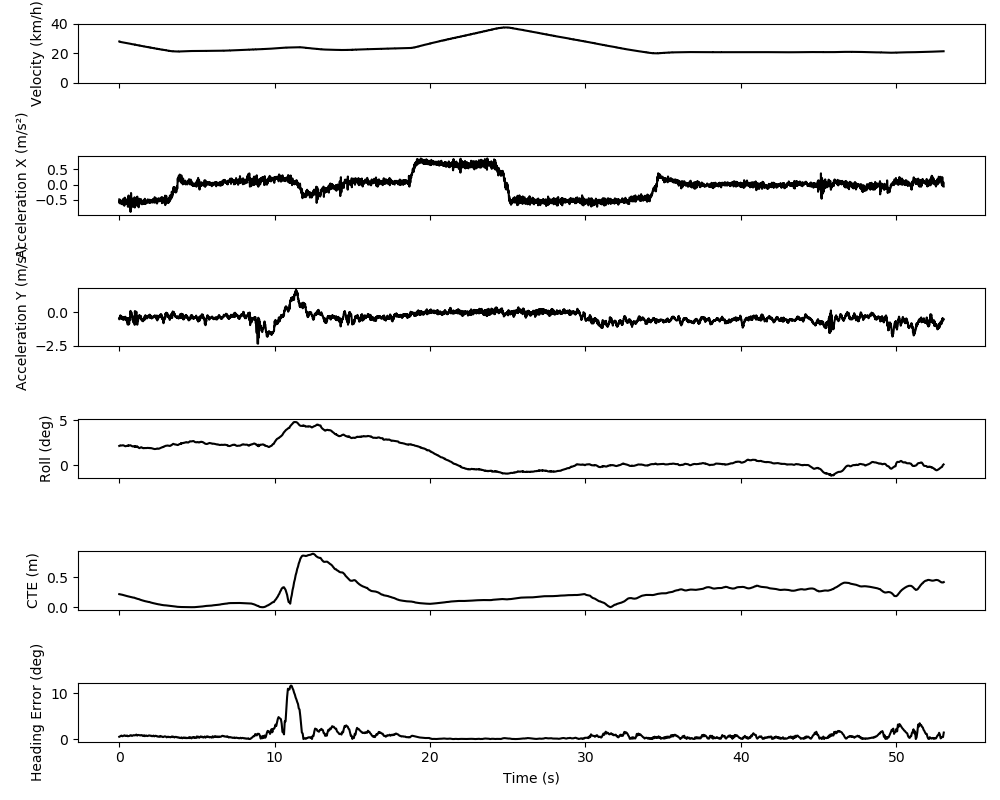 Velocity (km/h)
40
20
0
Acceleration X (m/s²)
0.5
0.0
−0.5
Acceleration Y (m/s²)
0.0
−2.5
Roll (deg)
5
0
CTE (m)
0.5
0.0
Heading Error (deg)
10
0
0 10 20 30 40 50
Time (s)